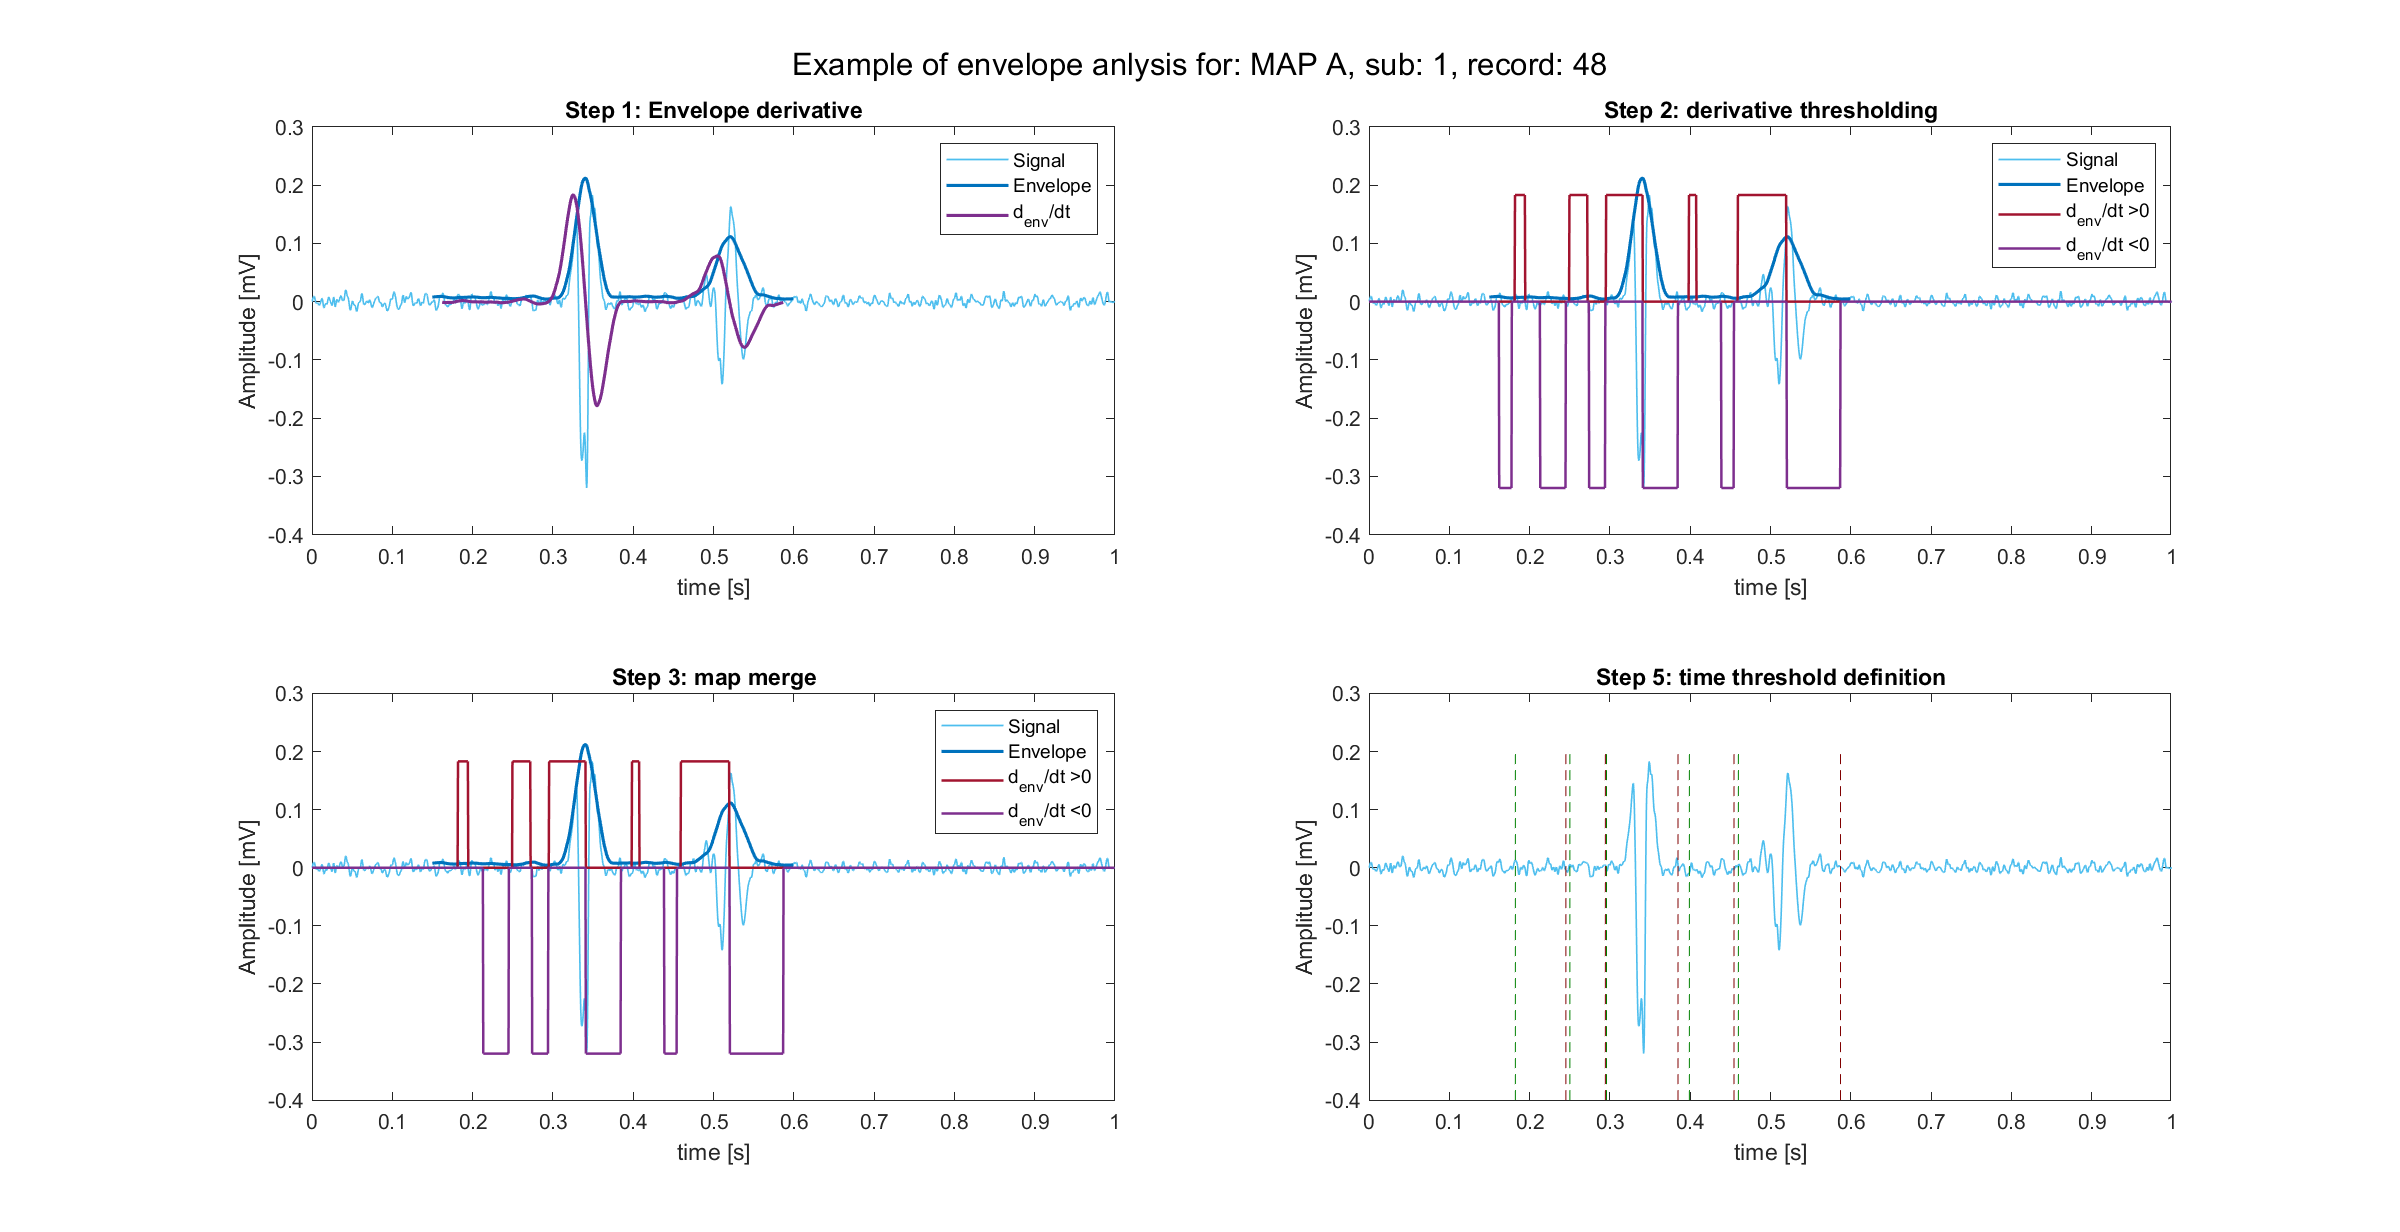 Example of envelope anlysis for: MAP A, sub: 1, record: 48
Step 1: Envelope derivative
0.3
0.2
0.1
0
-0.1
-0.2
-0.3
-0.4
Amplitude [mV]
0 0.1 0.2 0.3 0.4 0.5 0.6 0.7 0.8 0.9 1
time [s]
Signal
Envelope
d_env/dt
Step 2: derivative thresholding
0.3
0.2
0.1
0
-0.1
-0.2
-0.3
-0.4
Amplitude [mV]
0 0.1 0.2 0.3 0.4 0.5 0.6 0.7 0.8 0.9 1
time [s]
Signal
Envelope
d_env/dt >0
d_env/dt <0
Step 3: map merge
0.3
0.2
0.1
0
-0.1
-0.2
-0.3
-0.4
Amplitude [mV]
0 0.1 0.2 0.3 0.4 0.5 0.6 0.7 0.8 0.9 1
time [s]
Signal
Envelope
d_env/dt >0
d_env/dt <0
Step 5: time threshold definition
0.3
0.2
0.1
0
-0.1
-0.2
-0.3
-0.4
Amplitude [mV]
0 0.1 0.2 0.3 0.4 0.5 0.6 0.7 0.8 0.9 1
time [s]